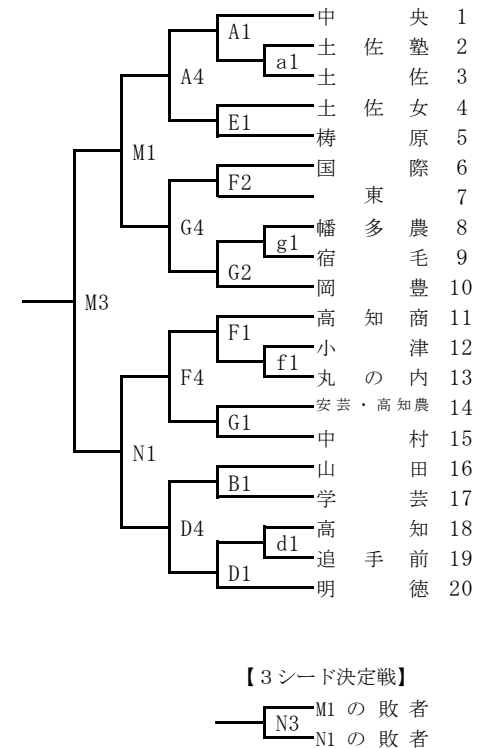 中央 1
A1
土佐塾 2
a1
土佐 3
A4
土佐女 4
E1
梼原 5
M1
国際 6
F2
東 7
G4
幡多農 8
g1
宿毛 9
G2
岡豊 10
M3
高知商 11
F1
小津 12
f1
丸の内 13
F4
安芸・高知農 14
G1
中村 15
N1
山田 16
B1
学芸 17
D4
高知 18
d1
追手前 19
D1
明徳 20
【3シード決定戦】
M1の敗者
N3
N1の敗者